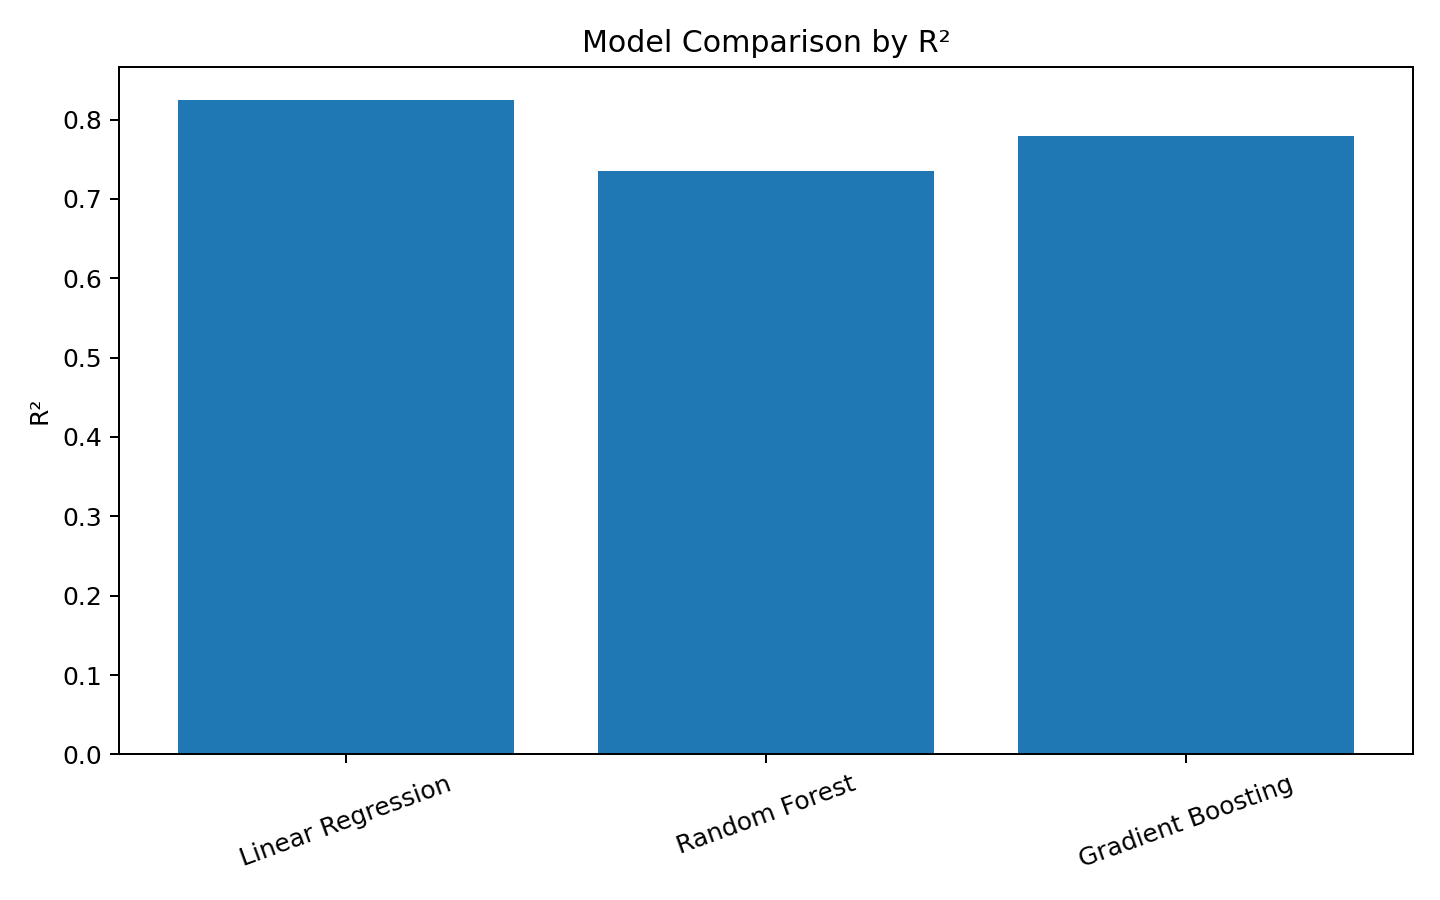 Model Comparison by R²
R²
0.8
0.7
0.6
0.5
0.4
0.3
0.2
0.1
0.0
Linear Regression
Random Forest
Gradient Boosting